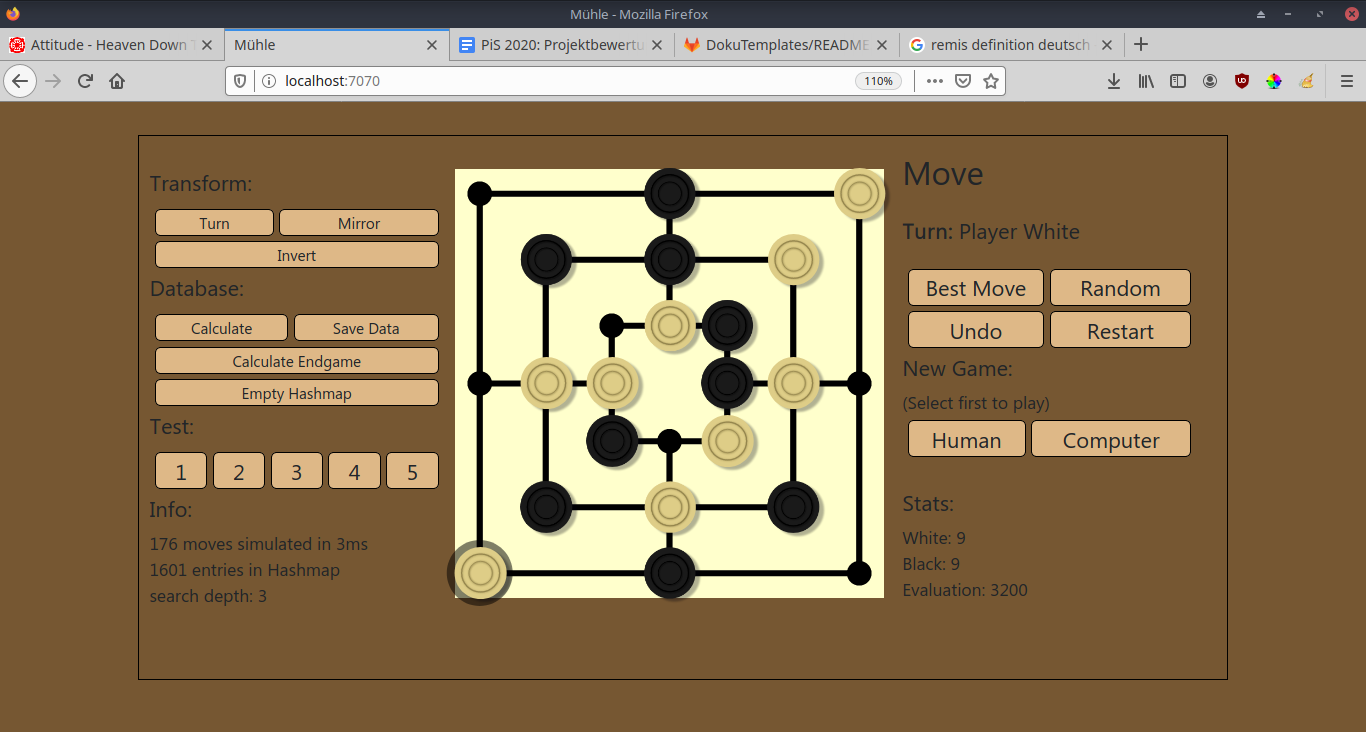 Mühle - Mozilla Firefox
Attitude - Heaven Down T
Mühle
PiS 2020: Projektbewertu
DokuTemplates/README
remis definition deutsch
localhost:7070
110%
Transform:
Turn
Mirror
Invert
Database:
Calculate
Save Data
Calculate Endgame
Empty Hashmap
Test:
1 2 3 4 5
Info:
176 moves simulated in 3ms
1601 entries in Hashmap
search depth: 3
Move
Turn: Player White
Best Move
Random
Undo
Restart
New Game:
(Select first to play)
Human
Computer
Stats:
White: 9
Black: 9
Evaluation: 3200